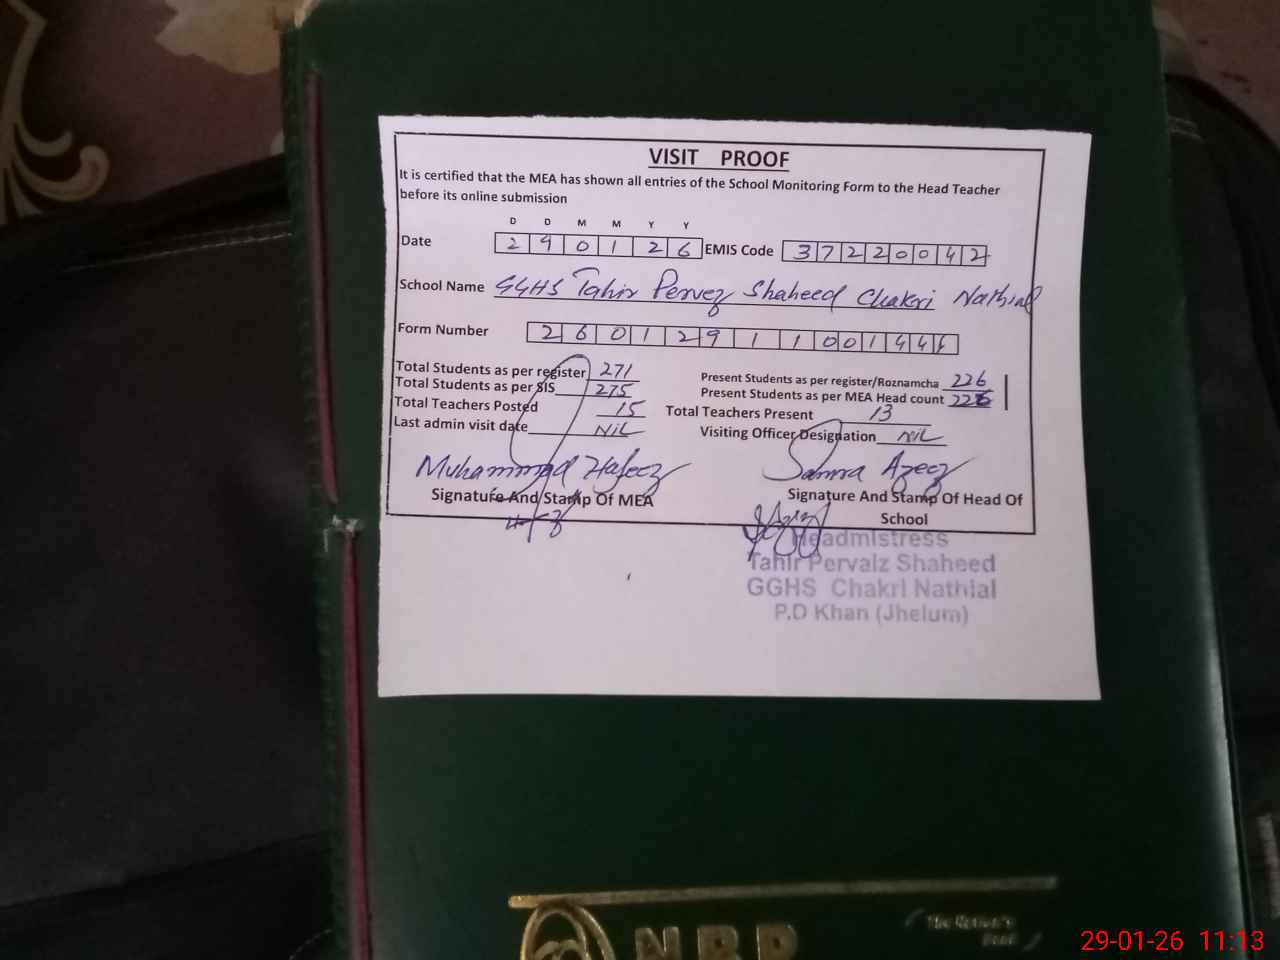 VISIT PROOF
It is certified that the MEA has shown all entries of the School Monitoring Form to the Head Teacher
before its online submission
D D M M Y Y
Date 2 9 0 1 2 6 EMIS Code 3 7 2 2 0 0 4 2
School Name GGHS Tahir Pervez Shaheed Chakri Nathial
Form Number 2 6 0 1 2 9 1 1 0 0 1 4 4
Total Students as per register 271
Total Students as per SIS 275
Total Teachers Posted 15
Last admin visit date NiL
Present Students as per register/Roznamcha 226
Present Students as per MEA Head count 226
Total Teachers Present 13
Visiting Officer Designation NiL
Muhammad Hafeez
Signature And Stamp Of MEA
Samra Azeez
Signature And Stamp Of Head Of
School
Headmistress
Tahir Pervaiz Shaheed
GGHS Chakri Nathial
P.D Khan (Jhelum)
NBP
The Nation's
Bank
29-01-26 11:13